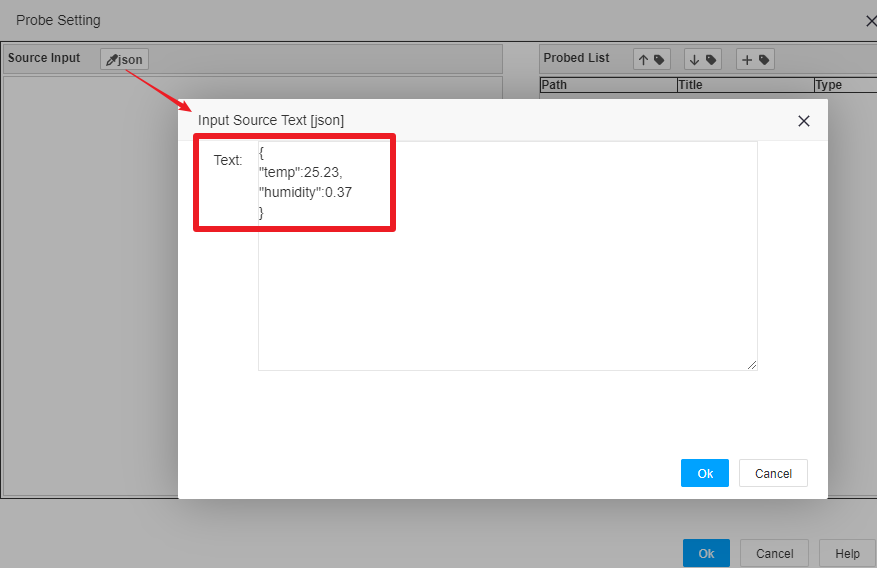 Probe Setting
Source Input
json
Probed List
Path
Title
Type
Input Source Text [json]
Text:
{
"temp":25.23,
"humidity":0.37
}
Ok
Cancel
Ok
Cancel
Help